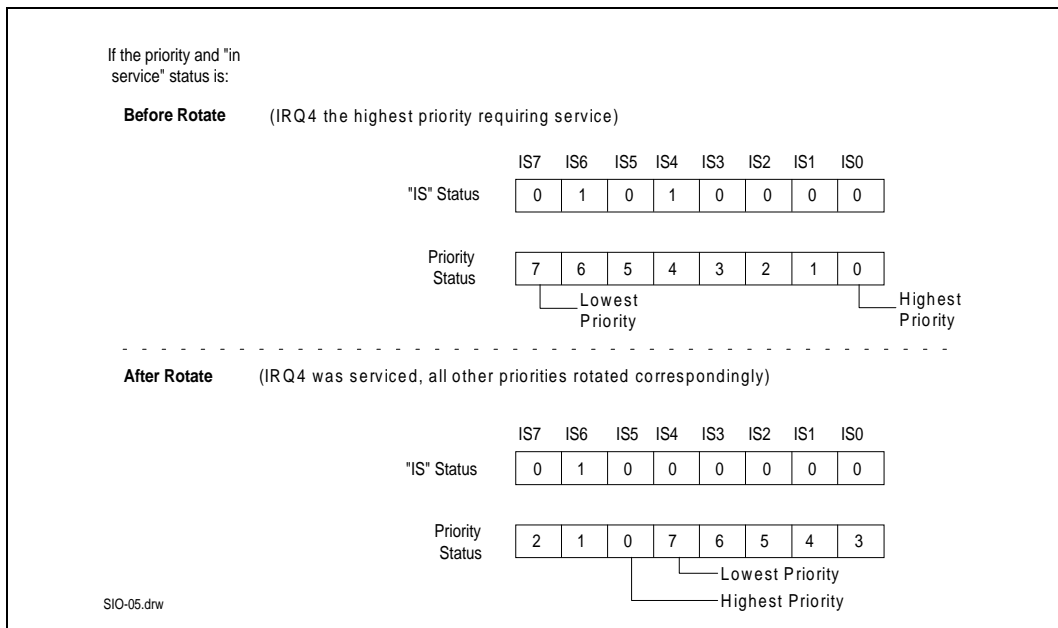 If the priority and "in
service" status is:
Before Rotate (IRQ4 the highest priority requiring service)
IS7 IS6 IS5 IS4 IS3 IS2 IS1 IS0
"IS" Status 0 1 0 1 0 0 0 0
Priority
Status 7 6 5 4 3 2 1 0
Lowest
Priority
Highest
Priority
After Rotate (IRQ4 was serviced, all other priorities rotated correspondingly)
IS7 IS6 IS5 IS4 IS3 IS2 IS1 IS0
"IS" Status 0 1 0 0 0 0 0 0
Priority
Status 2 1 0 7 6 5 4 3
Lowest Priority
Highest Priority
SIO-05.drw